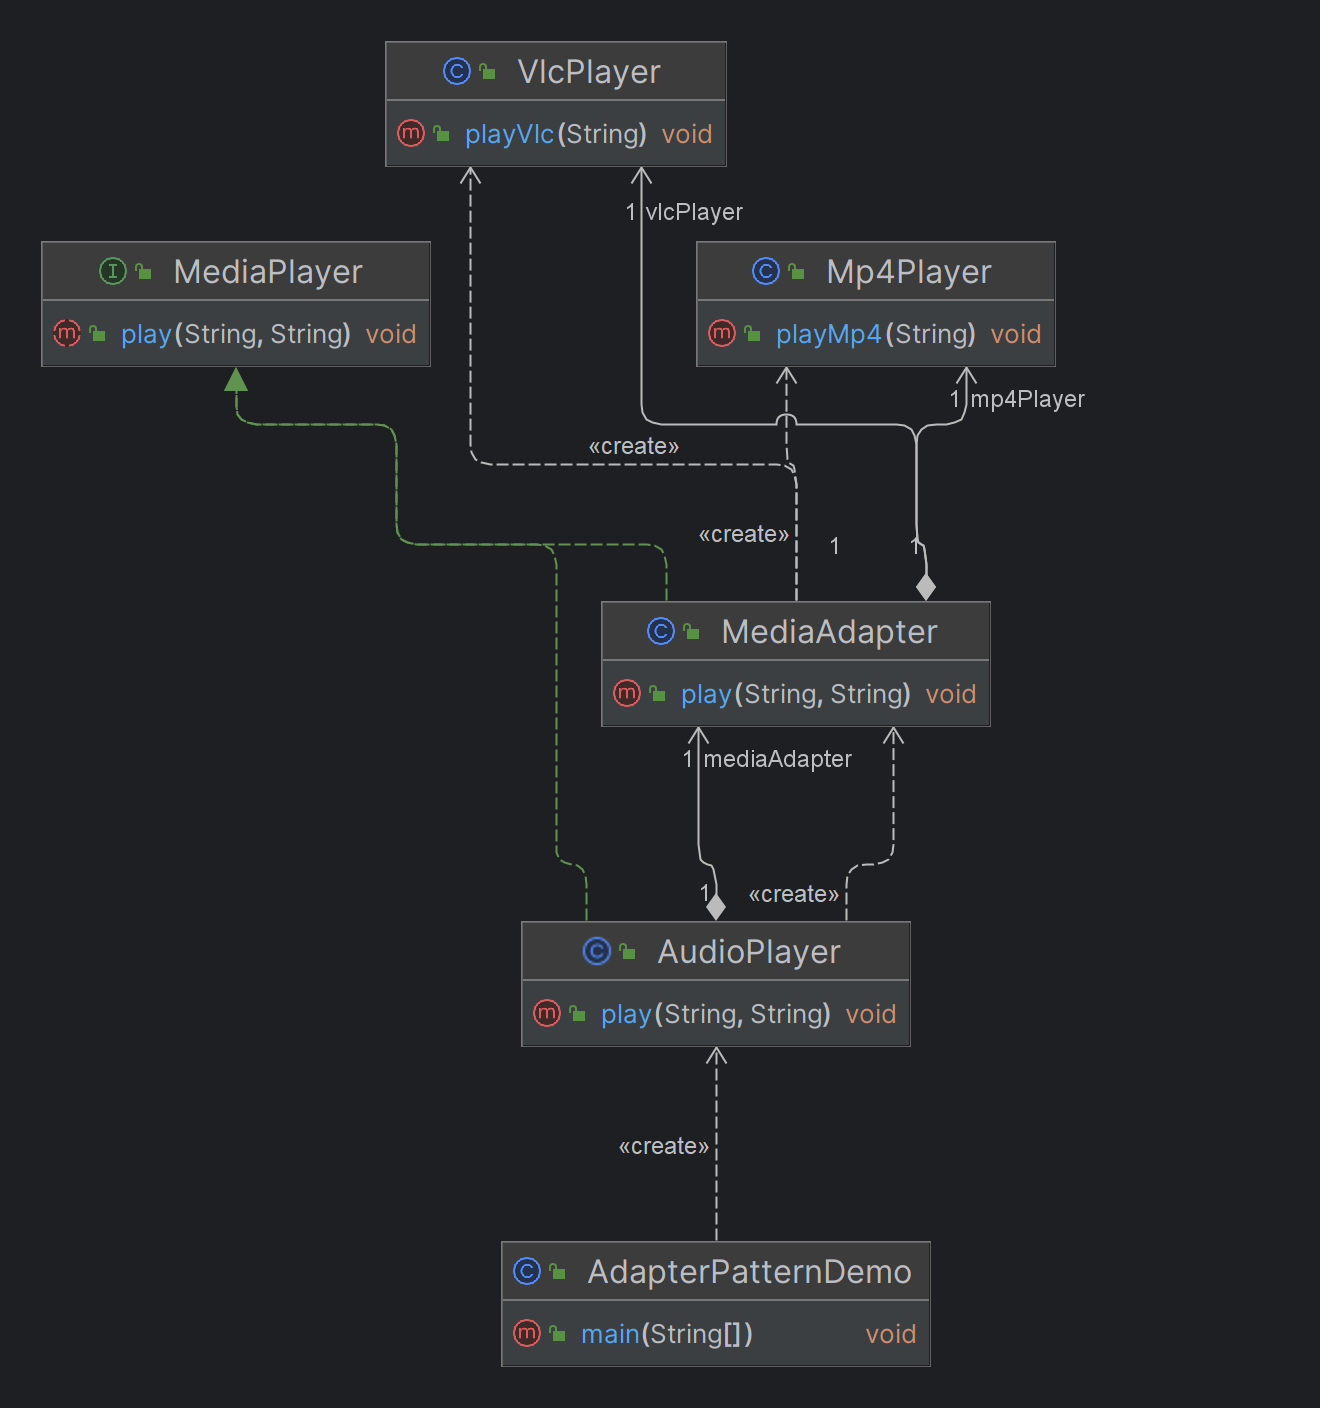 C VlcPlayer
m playVlc(String) void
1 vlcPlayer
I MediaPlayer
m play(String, String) void
C Mp4Player
m playMp4(String) void
1 mp4Player
«create»
«create»
1
1
C MediaAdapter
m play(String, String) void
1 mediaAdapter
1
«create»
C AudioPlayer
m play(String, String) void
«create»
C AdapterPatternDemo
m main(String[]) void